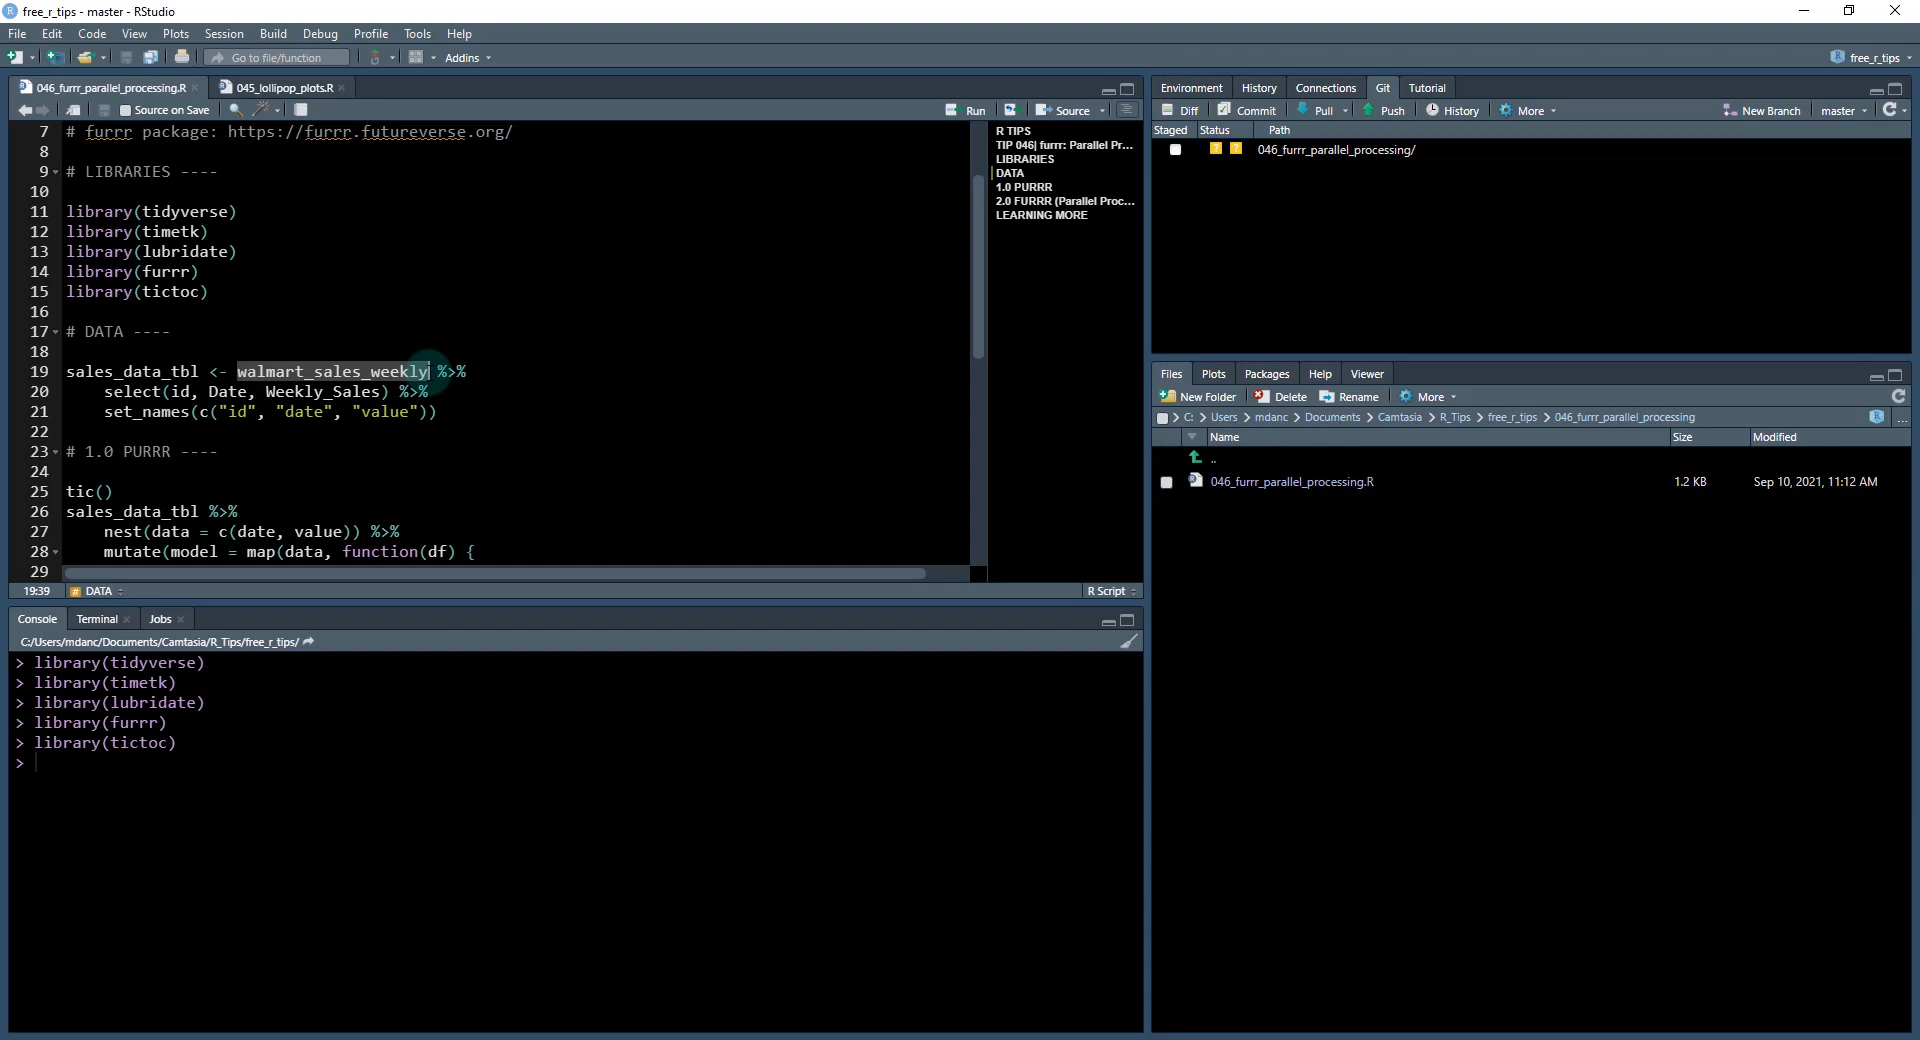 free_r_tips - master - RStudio
File Edit Code View Plots Session Build Debug Profile Tools Help
Go to file/function Addins free_r_tips
046_furrr_parallel_processing.R 045_lollipop_plots.R
Source on Save Run Source
7 # furrr package: https://furrr.futureverse.org/
8
9 # LIBRARIES ----
10
11 library(tidyverse)
12 library(timetk)
13 library(lubridate)
14 library(furrr)
15 library(tictoc)
16
17 # DATA ----
18
19 sales_data_tbl <- walmart_sales_weekly %>%
20 select(id, Date, Weekly_Sales) %>%
21 set_names(c("id", "date", "value"))
22
23 # 1.0 PURRR ----
24
25 tic()
26 sales_data_tbl %>%
27 nest(data = c(date, value)) %>%
28 mutate(model = map(data, function(df) {
29
R TIPS
TIP 046| furrr: Parallel Pr...
LIBRARIES
DATA
1.0 PURRR
2.0 FURRR (Parallel Proc...
LEARNING MORE
19:39 # DATA R Script
Console Terminal Jobs
C:/Users/mdanc/Documents/Camtasia/R_Tips/free_r_tips/
> library(tidyverse)
> library(timetk)
> library(lubridate)
> library(furrr)
> library(tictoc)
>
Environment History Connections Git Tutorial
Diff Commit Pull Push History More New Branch master
Staged Status Path
? ? 046_furrr_parallel_processing/
Files Plots Packages Help Viewer
New Folder Delete Rename More
C: > Users > mdanc > Documents > Camtasia > R_Tips > free_r_tips > 046_furrr_parallel_processing ...
Name Size Modified
..
046_furrr_parallel_processing.R 1.2 KB Sep 10, 2021, 11:12 AM